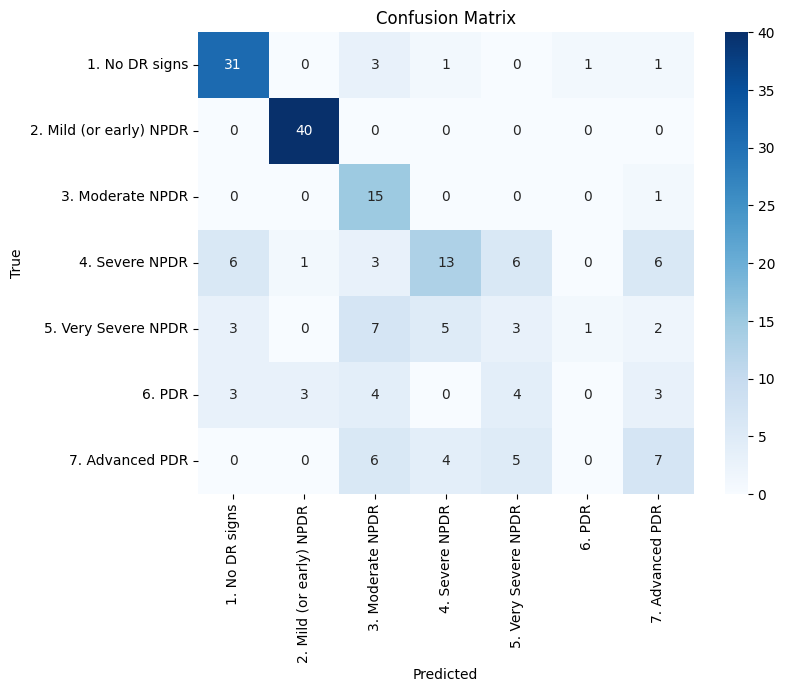 Confusion Matrix
1. No DR signs 31 0 3 1 0 1 1
2. Mild (or early) NPDR 0 40 0 0 0 0 0
3. Moderate NPDR 0 0 15 0 0 0 1
4. Severe NPDR 6 1 3 13 6 0 6
5. Very Severe NPDR 3 0 7 5 3 1 2
6. PDR 3 3 4 0 4 0 3
7. Advanced PDR 0 0 6 4 5 0 7
True
1. No DR signs
2. Mild (or early) NPDR
3. Moderate NPDR
4. Severe NPDR
5. Very Severe NPDR
6. PDR
7. Advanced PDR
Predicted
40
35
30
25
20
15
10
5
0